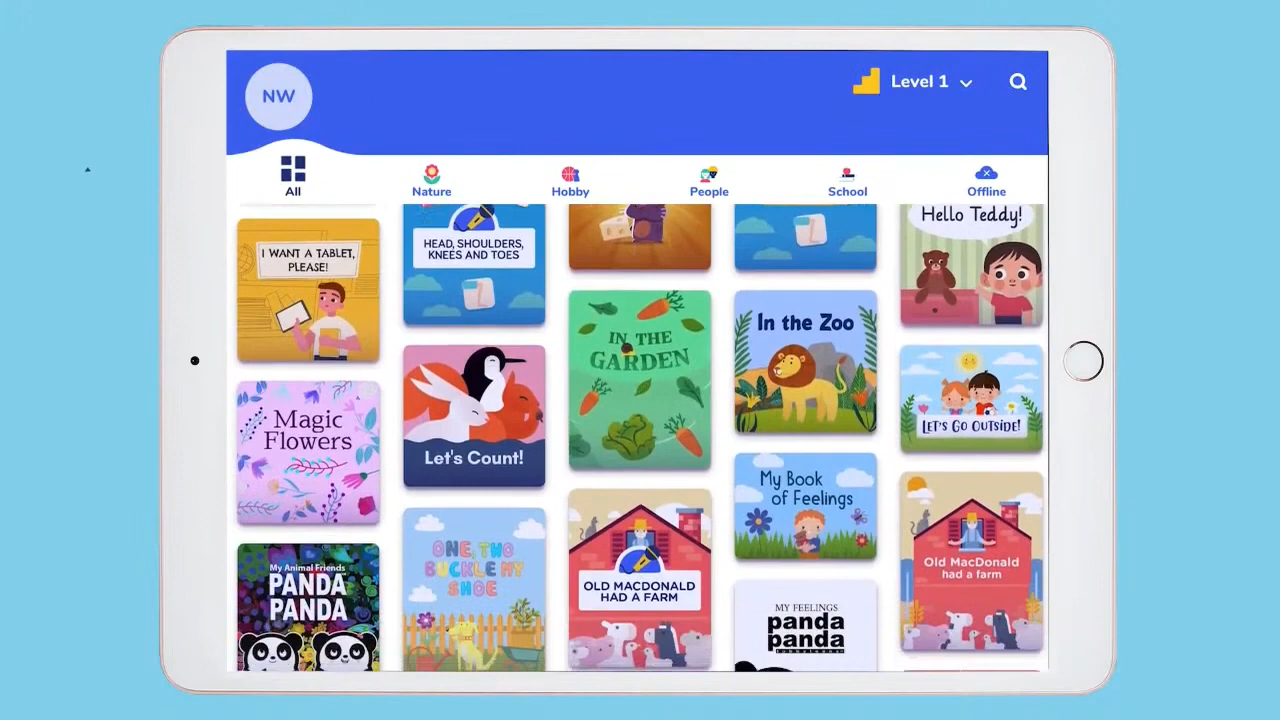 NW
Level 1
All
Nature
Hobby
People
School
Offline
I WANT A TABLET,
PLEASE!
Magic
Flowers
My Animal Friends
PANDA
PANDA
HEAD, SHOULDERS,
KNEES AND TOES
Let's Count!
ONE, TWO
BUCKLE MY
SHOE
IN THE
GARDEN
OLD MACDONALD
HAD A FARM
In the Zoo
My Book
of Feelings
MY FEELINGS
panda
panda
Hello Teddy!
LET'S GO OUTSIDE!
Old MacDonald
had a farm